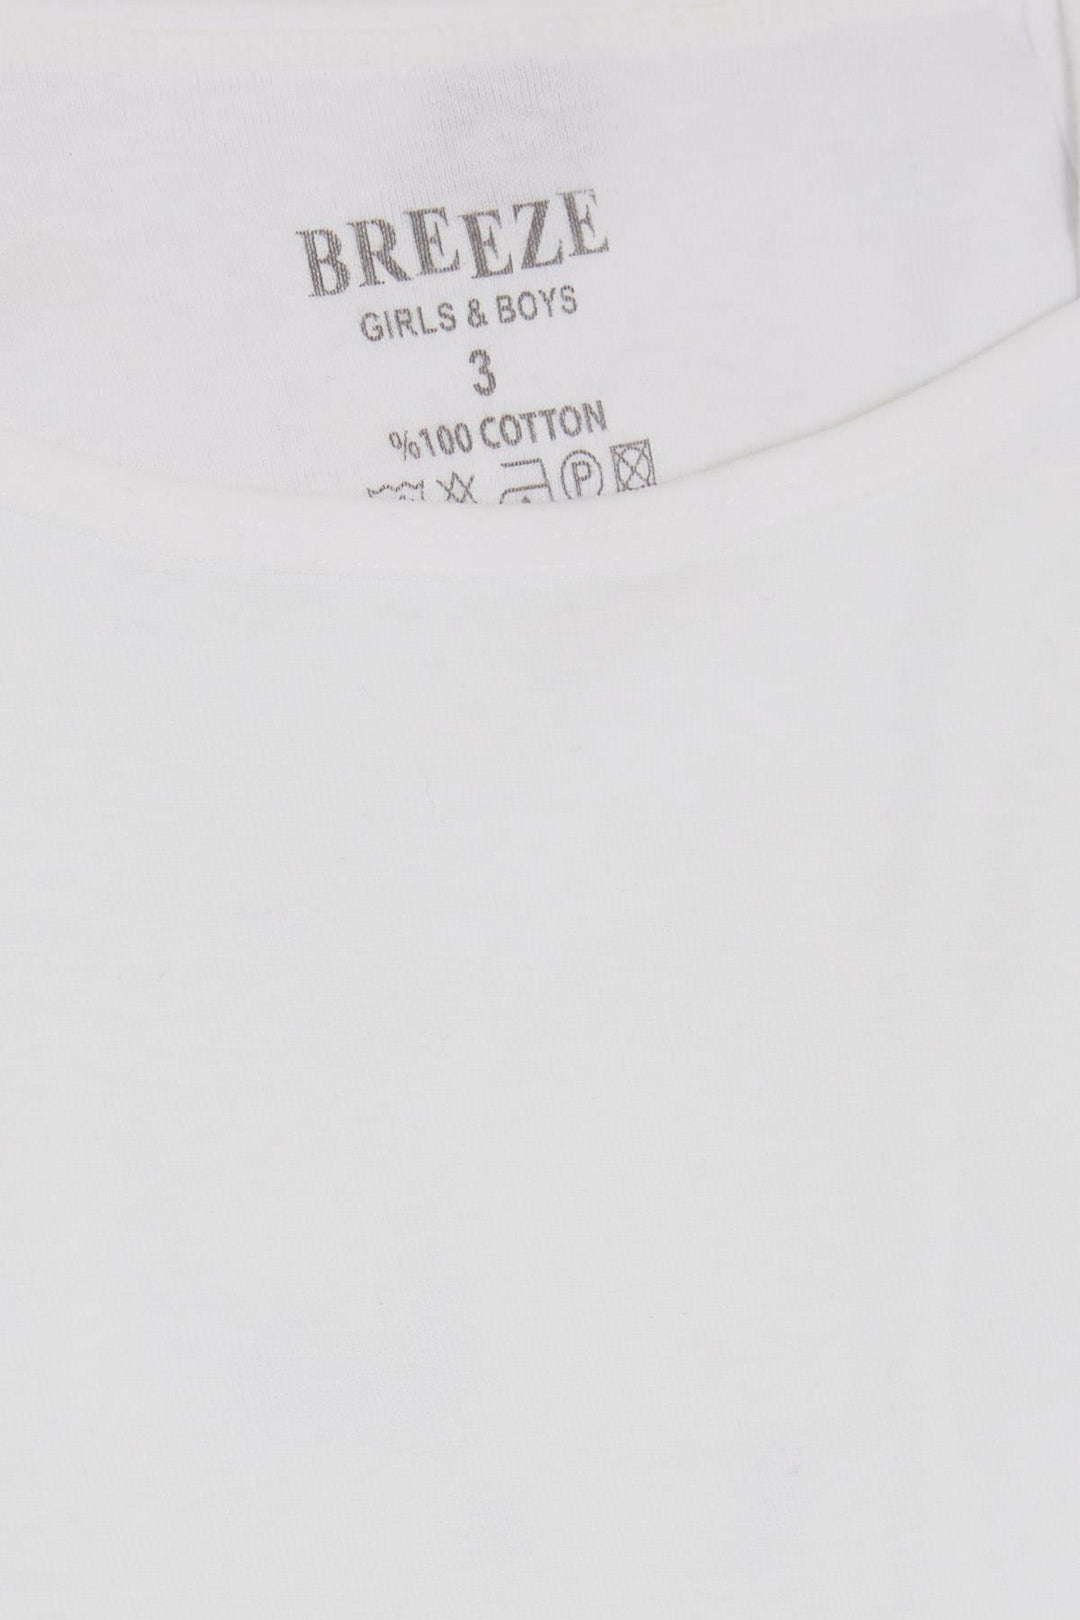 BREEZE
GIRLS & BOYS
3
%100 COTTON
P